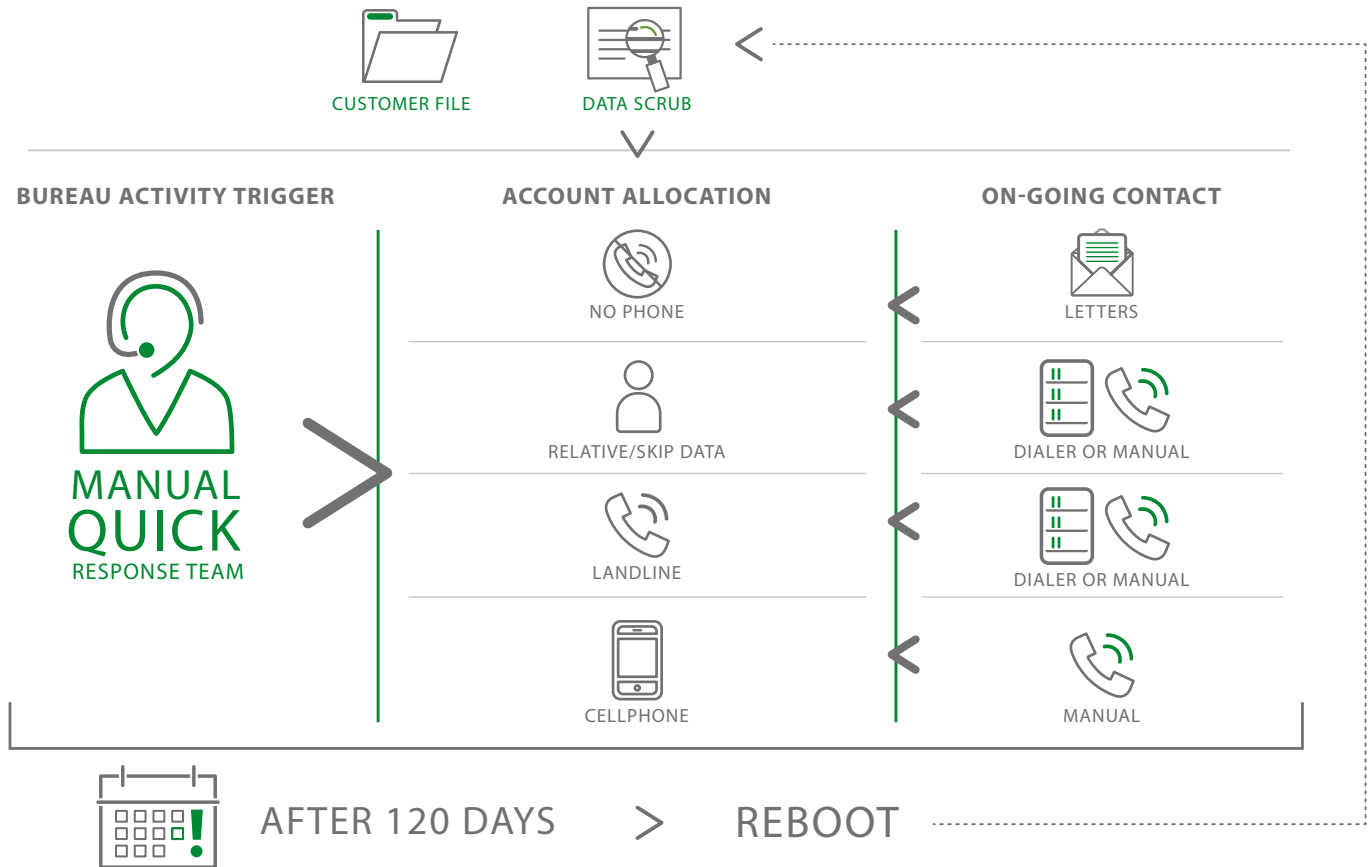 CUSTOMER FILE
DATA SCRUB
BUREAU ACTIVITY TRIGGER
ACCOUNT ALLOCATION
ON-GOING CONTACT
MANUAL
QUICK
RESPONSE TEAM
NO PHONE
LETTERS
RELATIVE/SKIP DATA
DIALER OR MANUAL
LANDLINE
DIALER OR MANUAL
CELLPHONE
MANUAL
AFTER 120 DAYS > REBOOT